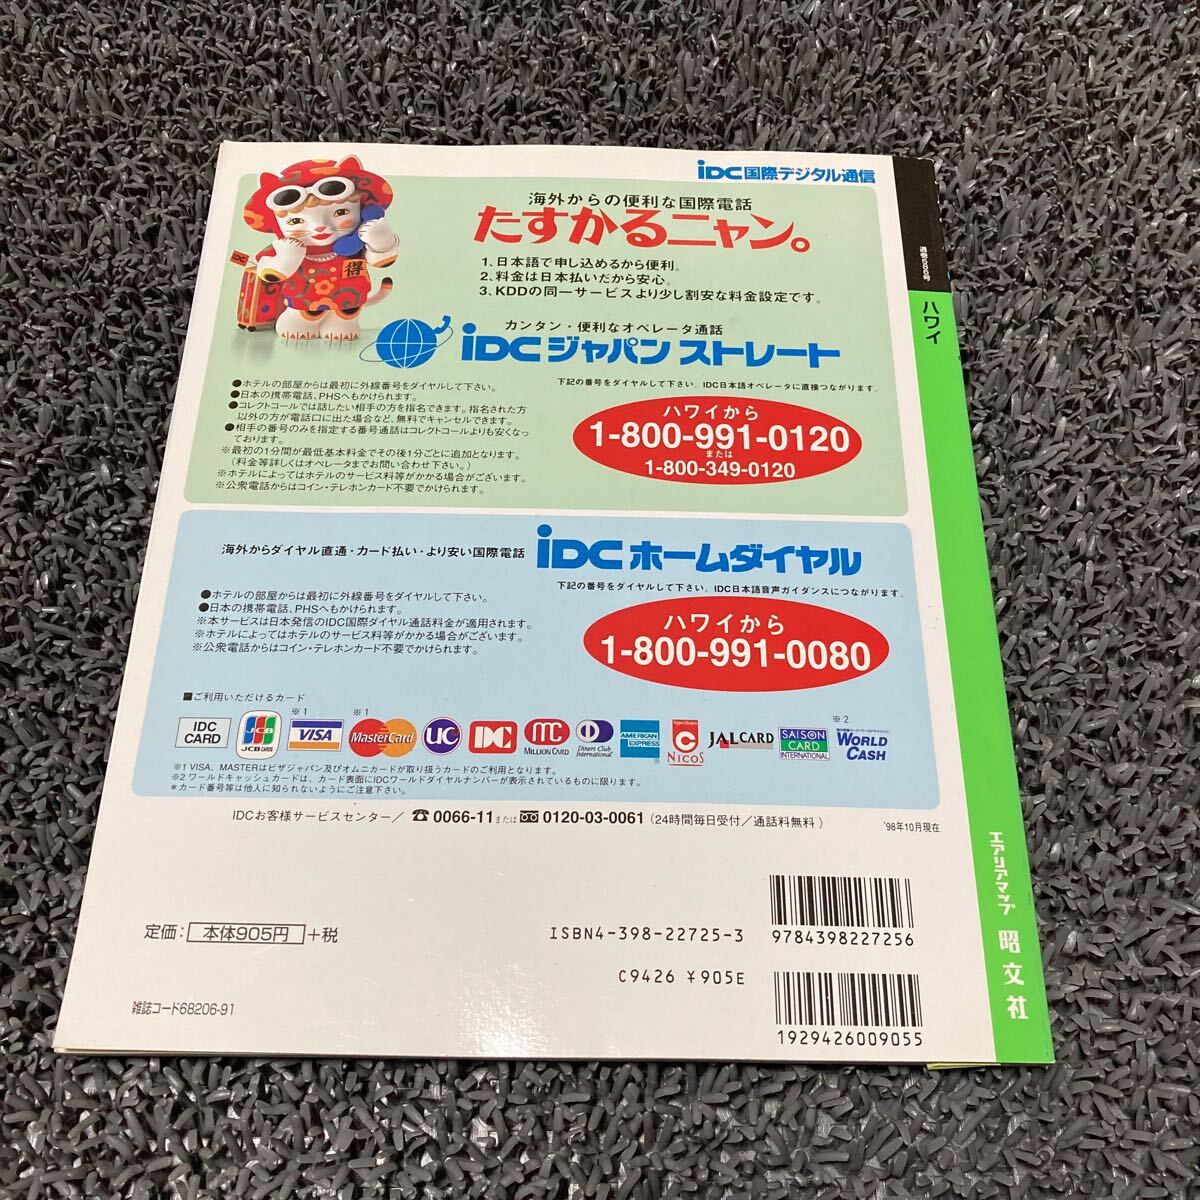 iDC国際デジタル通信
海外からの便利な国際電話
たすかるニャン。
1、日本語で申し込めるから便利。
2、料金は日本払いだから安心。
3、KDDの同一サービスより少し割安な料金設定です。
得
IDC
カンタン・便利なオペレータ通話
iDCジャパン ストレート
●ホテルの部屋からは最初に外線番号をダイヤルして下さい。
●日本の携帯電話、PHSへもかけられます。
●コレクトコールでは話したい相手の方を指名できます。指名された方
以外の方が電話口に出た場合など、無料でキャンセルできます。
●相手の番号のみを指定する番号通話はコレクトコールよりも安くなっ
ております。
※最初の1分間が最低基本料金でその後1分ごとに追加となります。
(料金等詳しくはオペレータまでお問い合わせ下さい。)
※ホテルによってはホテルのサービス料等がかかる場合がございます。
※公衆電話からはコイン・テレホンカード不要でかけられます。
下記の番号をダイヤルして下さい。IDC日本語オペレータに直接つながります。
ハワイから
1-800-991-0120
または
1-800-349-0120
海外からダイヤル直通・カード払い・より安い国際電話
iDC ホームダイヤル
●ホテルの部屋からは最初に外線番号をダイヤルして下さい。
●日本の携帯電話、PHSへもかけられます。
※本サービスは日本発信のIDC国際ダイヤル通話料金が適用されます。
※ホテルによってはホテルのサービス料等がかかる場合がございます。
※公衆電話からはコイン・テレホンカード不要でかけられます。
下記の番号をダイヤルして下さい。IDC日本語音声ガイダンスにつながります。
ハワイから
1-800-991-0080
■ご利用いただけるカード
IDC CARD
JCB JCB CARDS
※1 VISA
※1 MasterCard
UC
DC
MC MILLION CARD
Diners Club International
AMERICAN EXPRESS
Nippon Shinpan NICOS
JALCARD
SAISON CARD INTERNATIONAL
※2 WORLD CASH
※1 VISA、MASTERはビザジャパン及びオムニカードが取り扱うカードのご利用となります。
※2 ワールドキャッシュカードは、カード表面にIDCワールドダイヤルナンバーが表示されているものに限ります。
＊カード番号等は他人に知られないようにご注意下さい。
IDCお客様サービスセンター／☎0066-11または0120-03-0061(24時間毎日受付／通話料無料)
'98年10月現在
定価：本体905円+税
ISBN4-398-22725-3
9784398227256
C9426 ¥905E
1929426009055
雑誌コード68206-91
ハワイ
エアリアマップ 昭文社